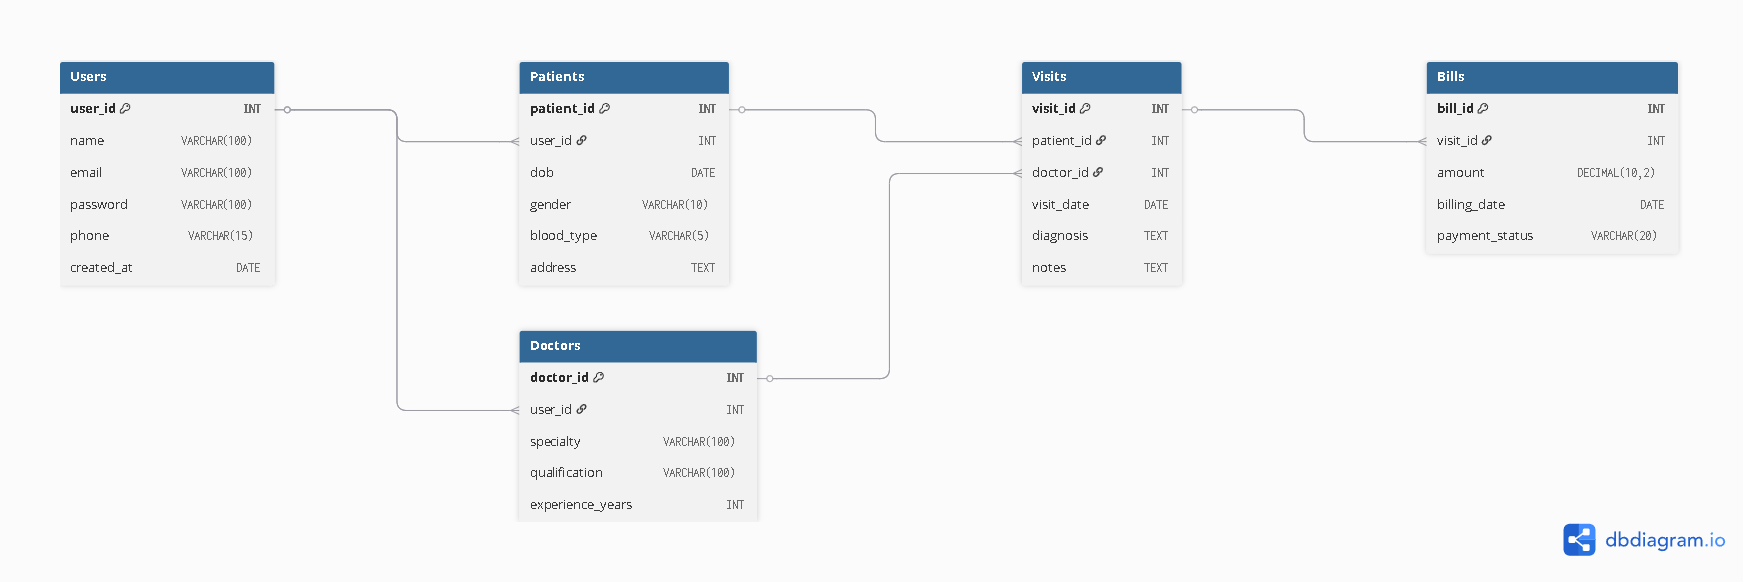 Users
user_id INT
name VARCHAR(100)
email VARCHAR(100)
password VARCHAR(100)
phone VARCHAR(15)
created_at DATE
Patients
patient_id INT
user_id INT
dob DATE
gender VARCHAR(10)
blood_type VARCHAR(5)
address TEXT
Doctors
doctor_id INT
user_id INT
specialty VARCHAR(100)
qualification VARCHAR(100)
experience_years INT
Visits
visit_id INT
patient_id INT
doctor_id INT
visit_date DATE
diagnosis TEXT
notes TEXT
Bills
bill_id INT
visit_id INT
amount DECIMAL(10,2)
billing_date DATE
payment_status VARCHAR(20)
dbdiagram.io